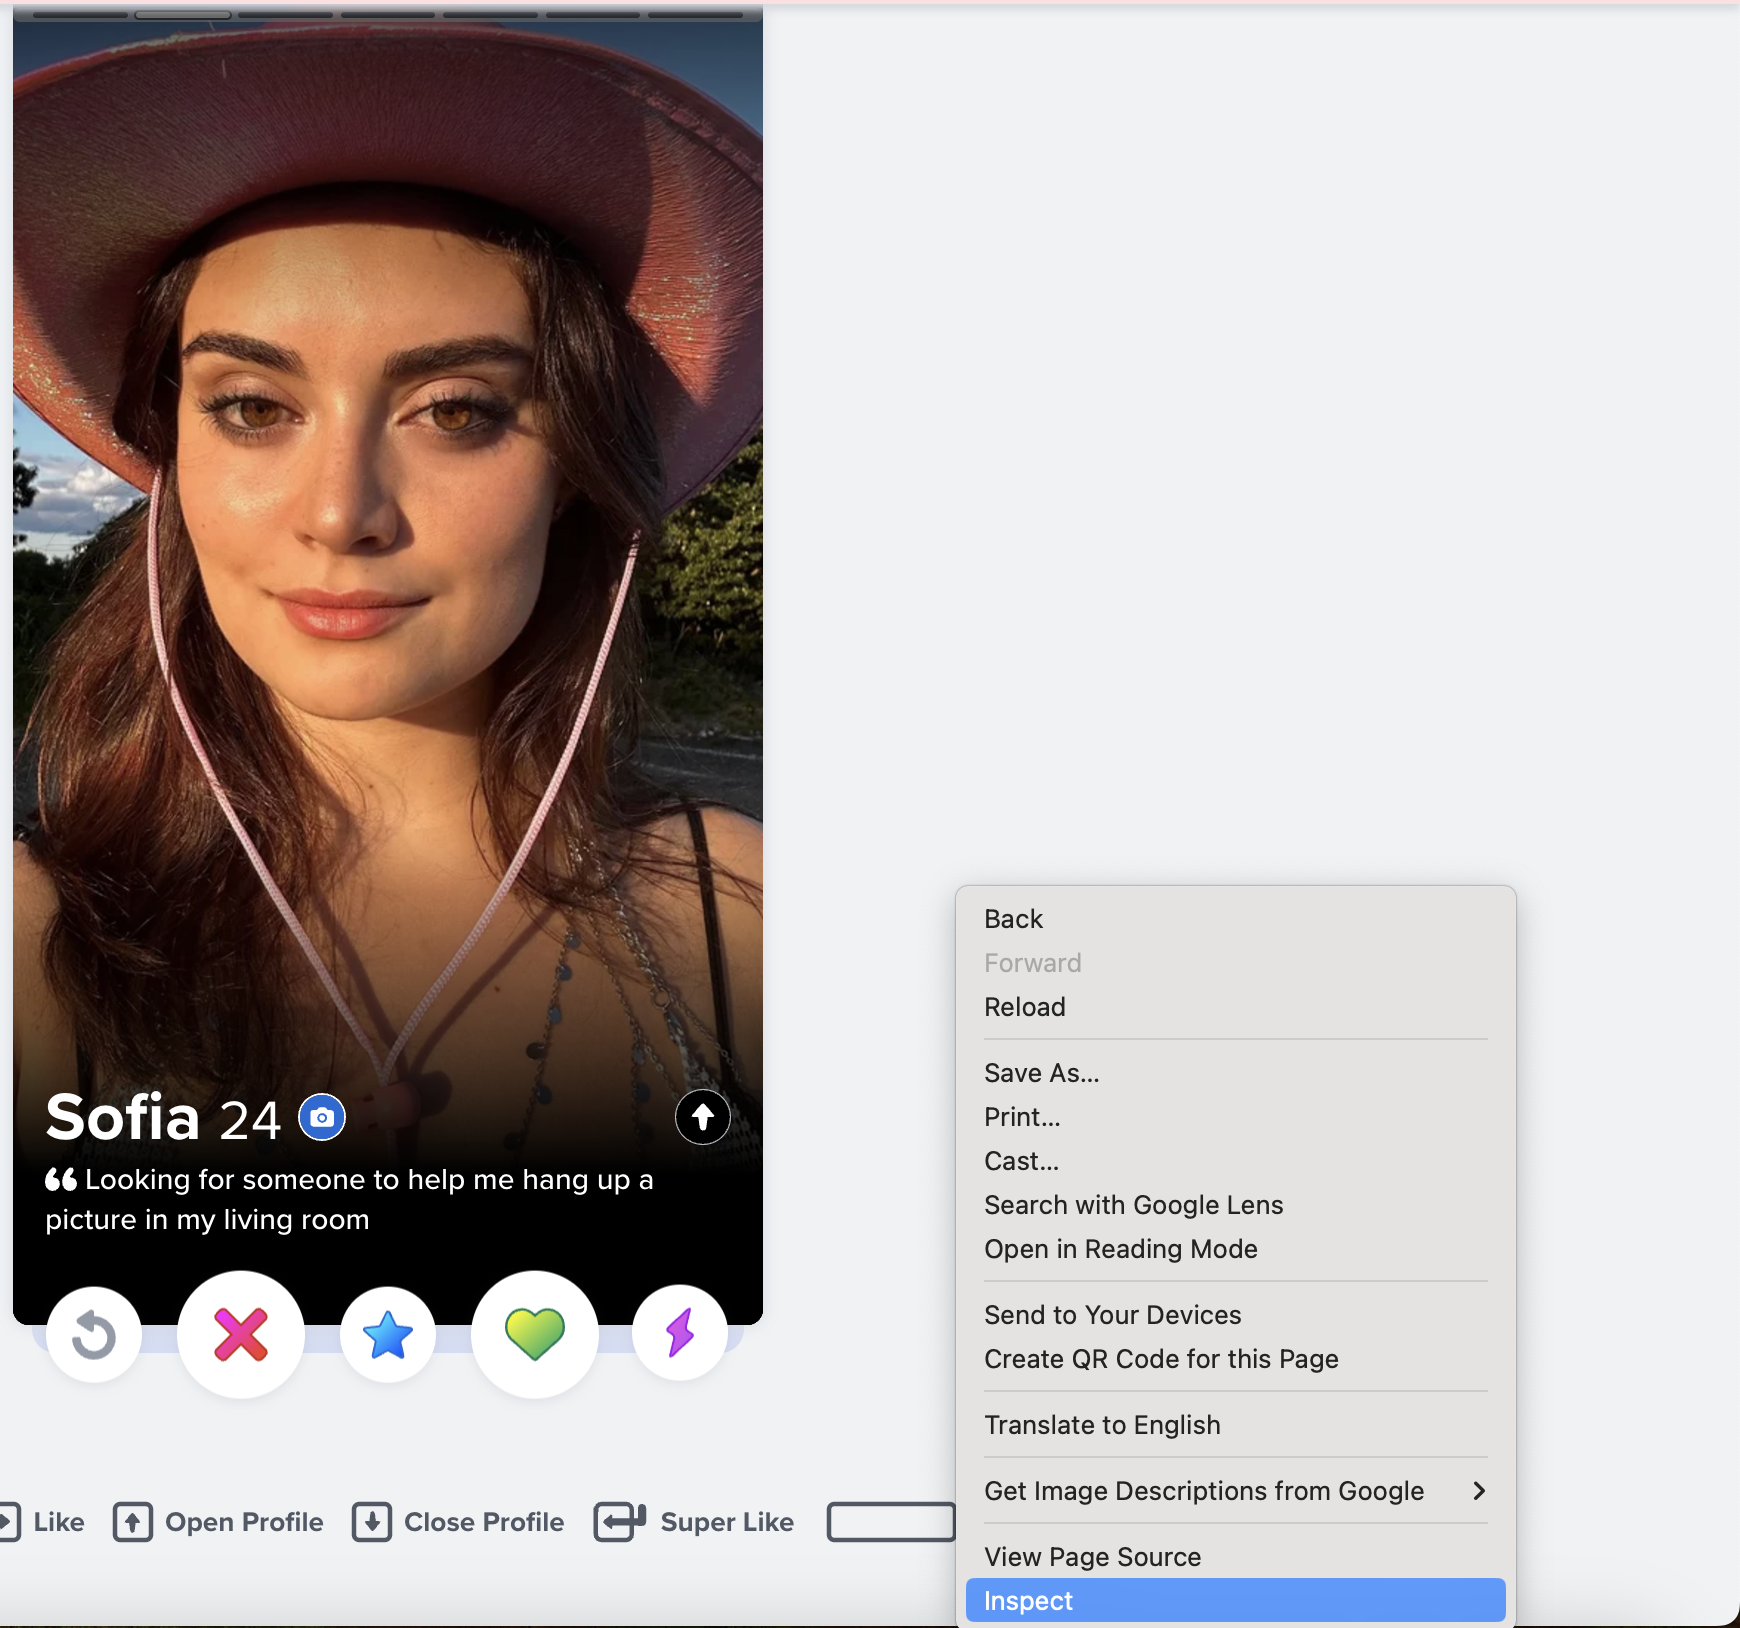 Sofia 24
Looking for someone to help me hang up a
picture in my living room
Like
Open Profile
Close Profile
Super Like
Back
Forward
Reload
Save As...
Print...
Cast...
Search with Google Lens
Open in Reading Mode
Send to Your Devices
Create QR Code for this Page
Translate to English
Get Image Descriptions from Google
View Page Source
Inspect